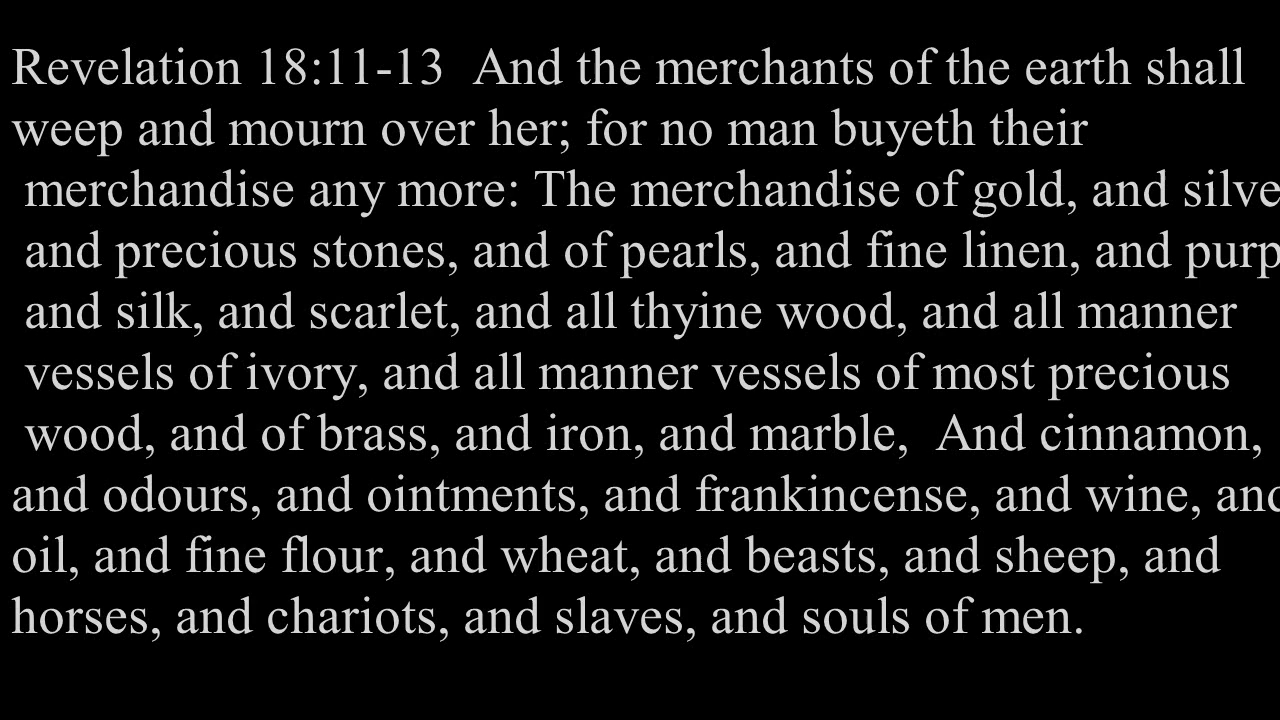 Revelation 18:11-13  And the merchants of the earth shall
weep and mourn over her; for no man buyeth their
merchandise any more: The merchandise of gold, and silve
and precious stones, and of pearls, and fine linen, and purp
and silk, and scarlet, and all thyine wood, and all manner
vessels of ivory, and all manner vessels of most precious
wood, and of brass, and iron, and marble,  And cinnamon,
and odours, and ointments, and frankincense, and wine, and
oil, and fine flour, and wheat, and beasts, and sheep, and
horses, and chariots, and slaves, and souls of men.